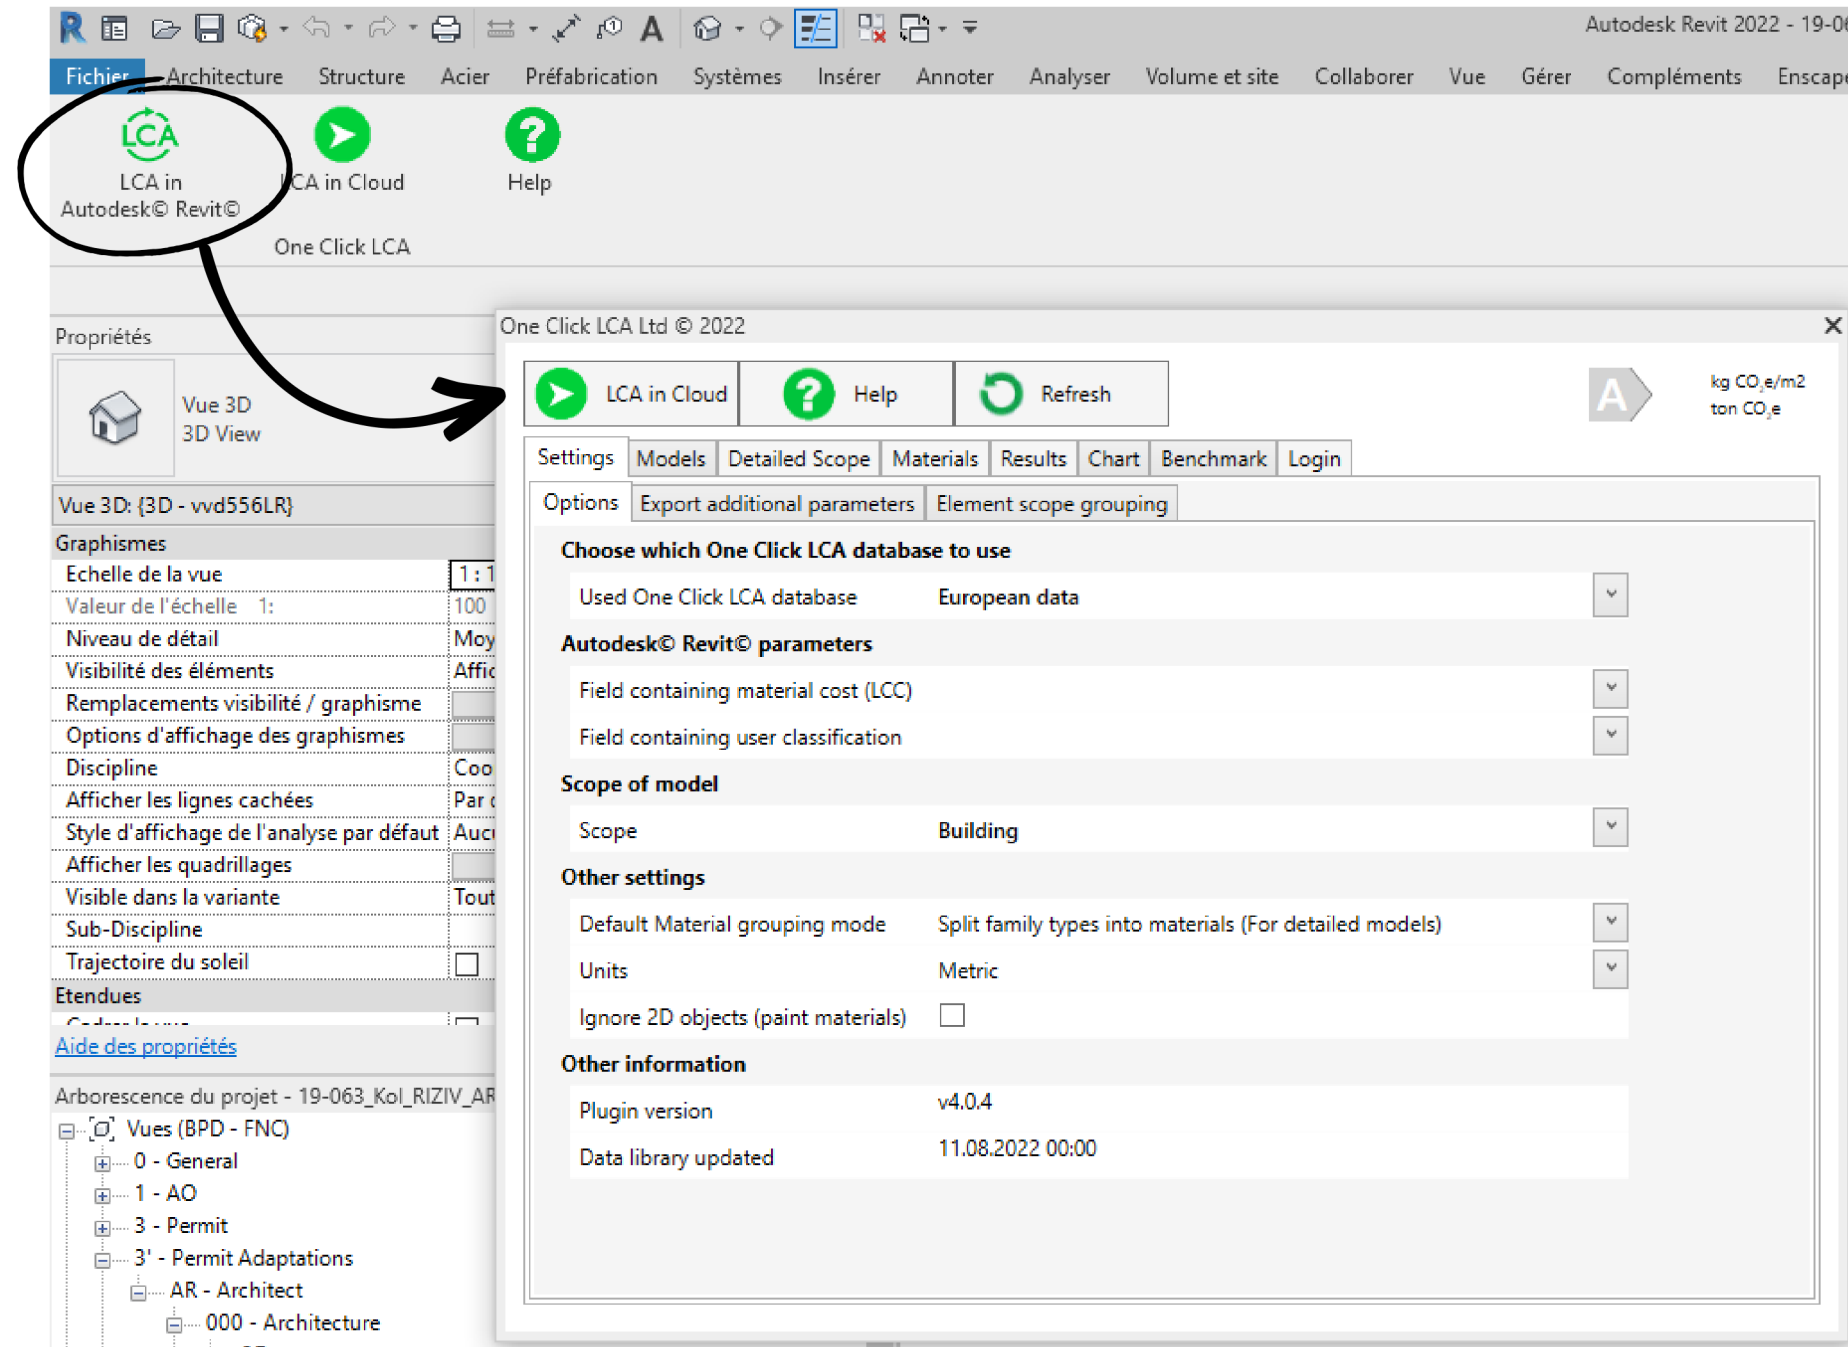 Autodesk Revit 2022 - 19-06
Fichier Architecture Structure Acier Préfabrication Systèmes Insérer Annoter Analyser Volume et site Collaborer Vue Gérer Compléments Enscape
LCA
LCA in
Autodesk© Revit©
LCA in Cloud
Help
One Click LCA
Propriétés
Vue 3D
3D View
Vue 3D: {3D - vvd556LR}
Graphismes
Echelle de la vue 1 : 1
Valeur de l'échelle 1: 100
Niveau de détail Moy
Visibilité des éléments Affic
Remplacements visibilité / graphisme
Options d'affichage des graphismes
Discipline Coo
Afficher les lignes cachées Par
Style d'affichage de l'analyse par défaut Aucu
Afficher les quadrillages
Visible dans la variante Tout
Sub-Discipline
Trajectoire du soleil
Etendues
Aide des propriétés
Arborescence du projet - 19-063_Kol_RIZIV_AR
Vues (BPD - FNC)
0 - General
1 - AO
3 - Permit
3' - Permit Adaptations
AR - Architect
000 - Architecture
One Click LCA Ltd © 2022
LCA in Cloud Help Refresh
A
kg CO₂e/m2
ton CO₂e
Settings Models Detailed Scope Materials Results Chart Benchmark Login
Options Export additional parameters Element scope grouping
Choose which One Click LCA database to use
Used One Click LCA database European data
Autodesk© Revit© parameters
Field containing material cost (LCC)
Field containing user classification
Scope of model
Scope Building
Other settings
Default Material grouping mode Split family types into materials (For detailed models)
Units Metric
Ignore 2D objects (paint materials)
Other information
Plugin version v4.0.4
Data library updated 11.08.2022 00:00